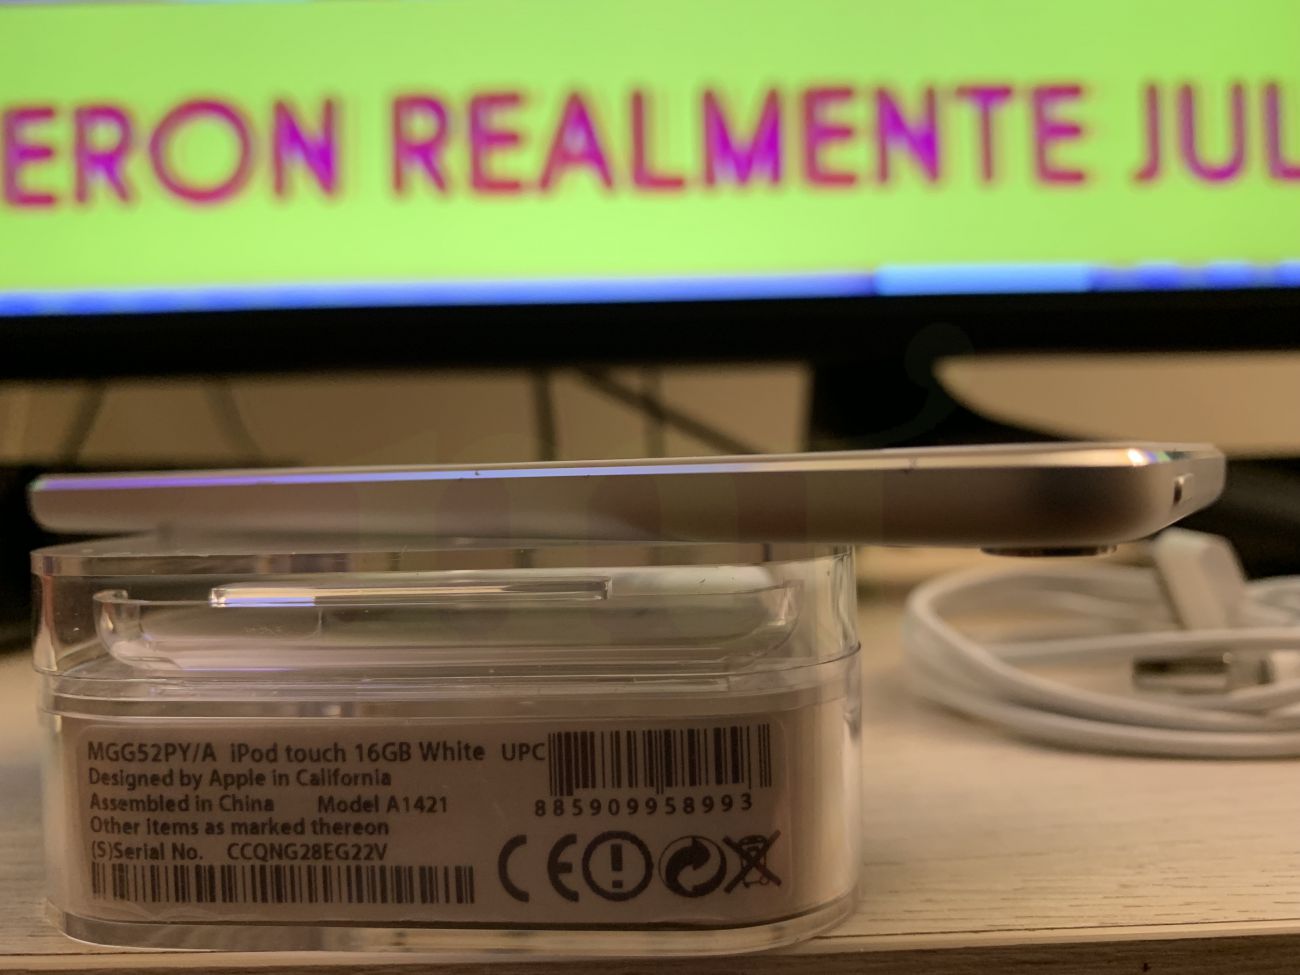 ERON REALMENTE JUL
MGG52PY/A iPod touch 16GB White UPC
Designed by Apple in California
Assembled in China Model A1421
885909958993
Other items as marked thereon
(S)Serial No. CCQNG28EG22V
CE